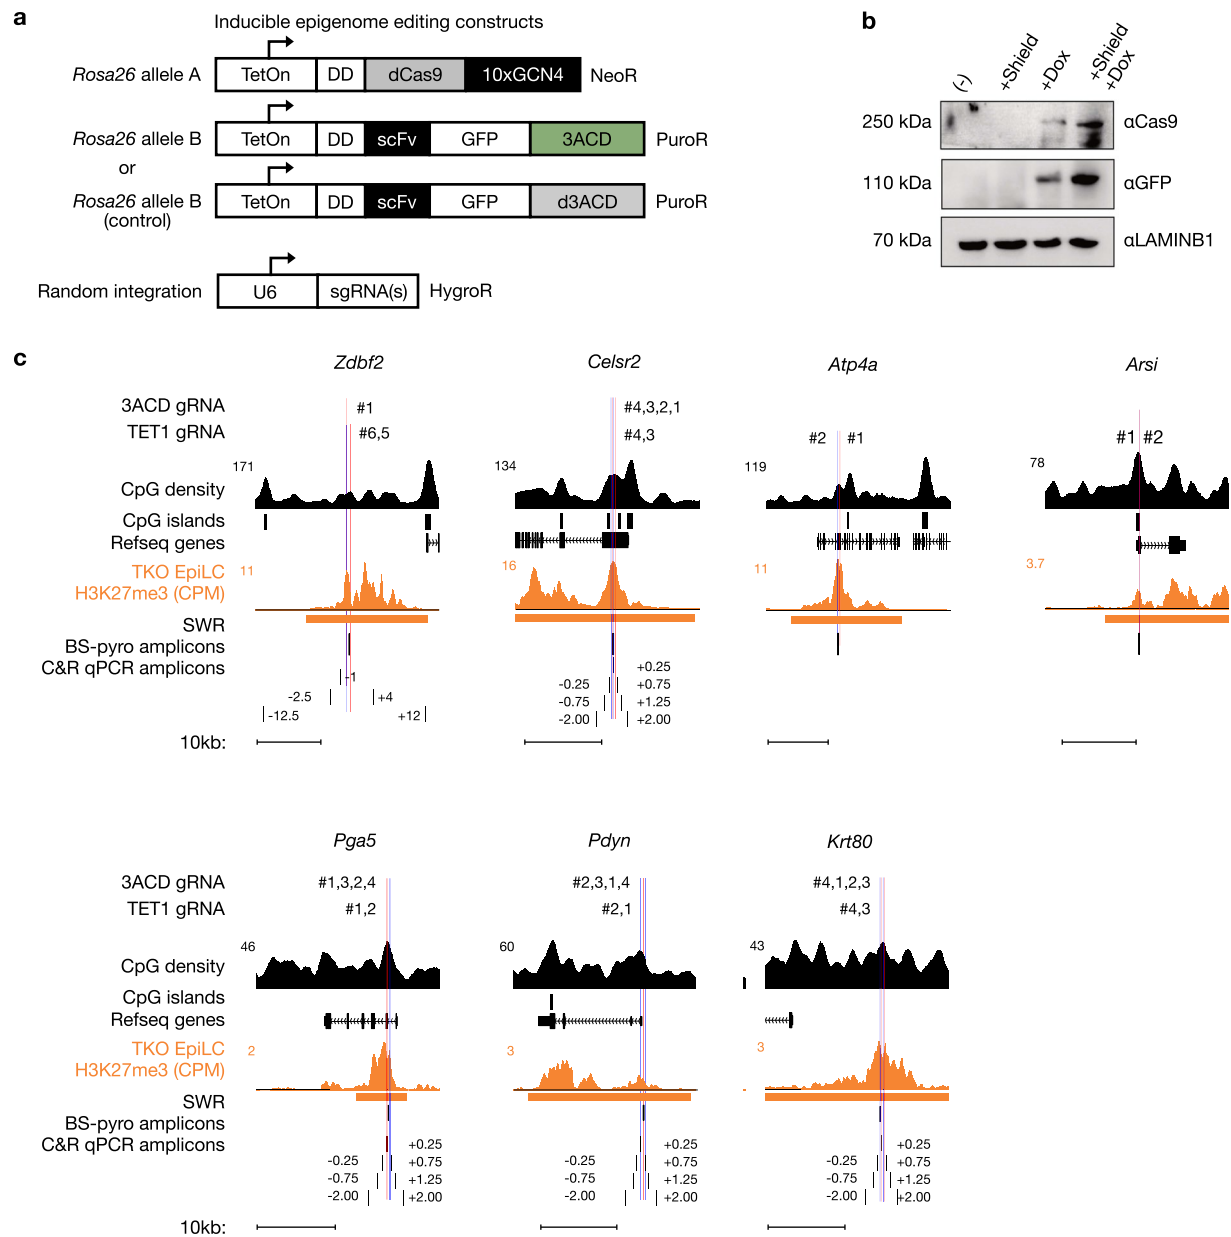 a
Inducible epigenome editing constructs
Rosa26 allele A
TetOn
DD
dCas9
10xGCN4
NeoR
Rosa26 allele B
TetOn
DD
scFv
GFP
3ACD
PuroR
or
Rosa26 allele B
(control)
TetOn
DD
scFv
GFP
d3ACD
PuroR
Random integration
U6
sgRNA(s)
HygroR
b
(-)
+Shield
+Dox
+Shield
+Dox
250 kDa
αCas9
110 kDa
αGFP
70 kDa
αLAMINB1
c
Zdbf2
Celsr2
Atp4a
Arsi
3ACD gRNA
#1
#4,3,2,1
TET1 gRNA
#6,5
#4,3
#2
#1
#1
#2
171
134
119
78
CpG density
CpG islands
Refseq genes
TKO EpiLC
H3K27me3 (CPM)
11
16
11
3.7
SWR
BS-pyro amplicons
C&R qPCR amplicons
-1
-2.5
+4
-12.5
+12
+0.25
-0.25
+0.75
-0.75
+1.25
-2.00
+2.00
10kb:
Pga5
Pdyn
Krt80
3ACD gRNA
#1,3,2,4
#2,3,1,4
#4,1,2,3
TET1 gRNA
#1,2
#2,1
#4,3
46
60
43
CpG density
CpG islands
Refseq genes
TKO EpiLC
H3K27me3 (CPM)
2
3
3
SWR
BS-pyro amplicons
C&R qPCR amplicons
+0.25
+0.25
+0.25
-0.25
+0.75
-0.25
+0.75
-0.25
+0.75
-0.75
+1.25
-0.75
+1.25
-0.75
+1.25
-2.00
+2.00
-2.00
+2.00
-2.00
+2.00
10kb: